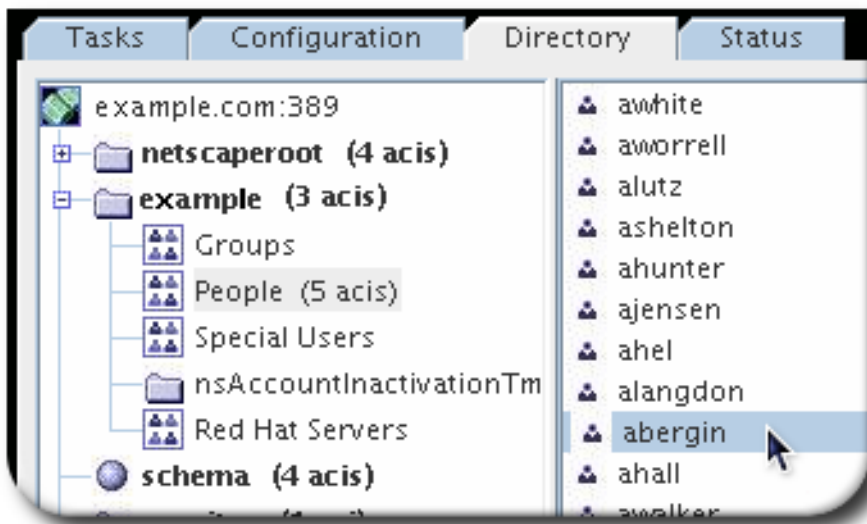 Tasks Configuration Directory Status
example.com:389
netscaperoot (4 acis)
example (3 acis)
Groups
People (5 acis)
Special Users
nsAccountInactivationTm
Red Hat Servers
schema (4 acis)
awhite
aworrell
alutz
ashelton
ahunter
ajensen
ahel
alangdon
abergin
ahall
awalker